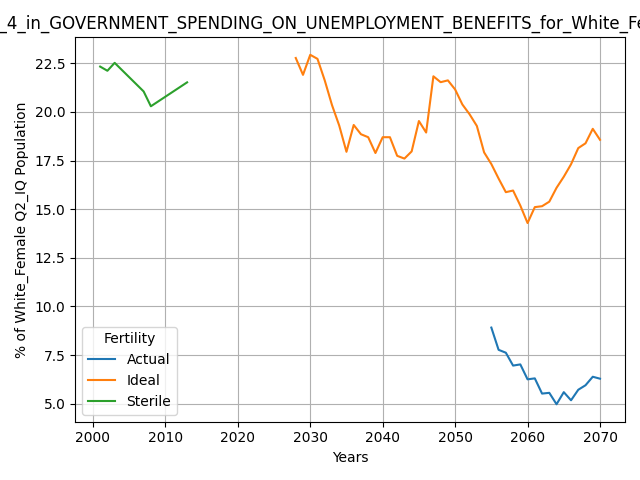 _4_in_GOVERNMENT_SPENDING_ON_UNEMPLOYMENT_BENEFITS_for_White_Fe
% of White_Female Q2_IQ Population
22.5
20.0
17.5
15.0
12.5
10.0
7.5
5.0
Fertility
Actual
Ideal
Sterile
2000 2010 2020 2030 2040 2050 2060 2070
Years